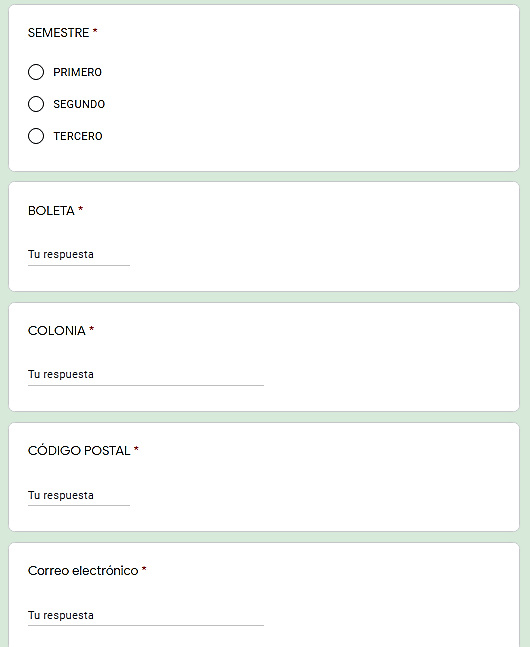 SEMESTRE *
PRIMERO
SEGUNDO
TERCERO
BOLETA *
Tu respuesta
COLONIA *
Tu respuesta
CÓDIGO POSTAL *
Tu respuesta
Correo electrónico *
Tu respuesta